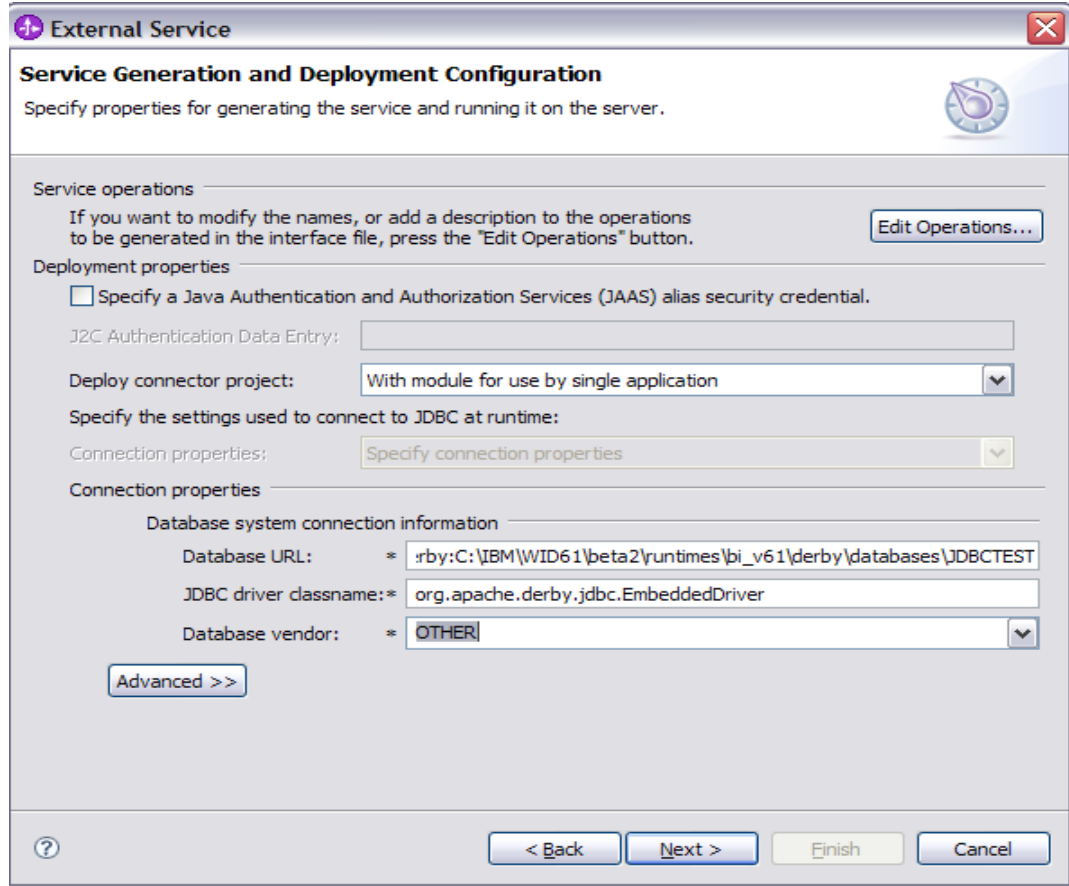 External Service
Service Generation and Deployment Configuration
Specify properties for generating the service and running it on the server.
Service operations
If you want to modify the names, or add a description to the operations
to be generated in the interface file, press the "Edit Operations" button.
Edit Operations...
Deployment properties
Specify a Java Authentication and Authorization Services (JAAS) alias security credential.
J2C Authentication Data Entry:
Deploy connector project: With module for use by single application
Specify the settings used to connect to JDBC at runtime:
Connection properties: Specify connection properties
Connection properties
Database system connection information
Database URL: * rby:C:\IBM\WID61\beta2\runtimes\bi_v61\derby\databases\JDBCTEST
JDBC driver classname:* org.apache.derby.jdbc.EmbeddedDriver
Database vendor: * OTHER
Advanced >>
? < Back Next > Finish Cancel